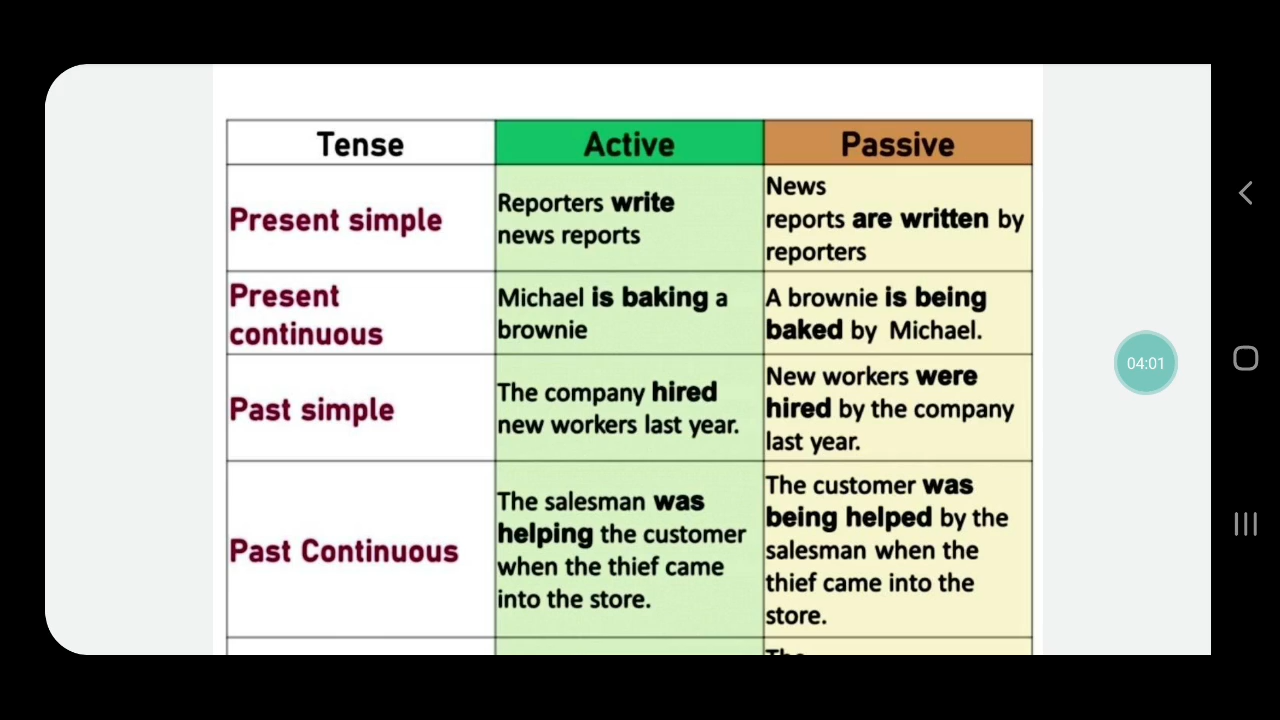 Tense
Active
Passive
Present simple
Reporters write
news reports
News
reports are written by
reporters
Present
continuous
Michael is baking a
brownie
A brownie is being
baked by  Michael.
Past simple
The company hired
new workers last year.
New workers were
hired by the company
last year.
Past Continuous
The salesman was
helping the customer
when the thief came
into the store.
The customer was
being helped by the
salesman when the
thief came into the
store.
The
04:01